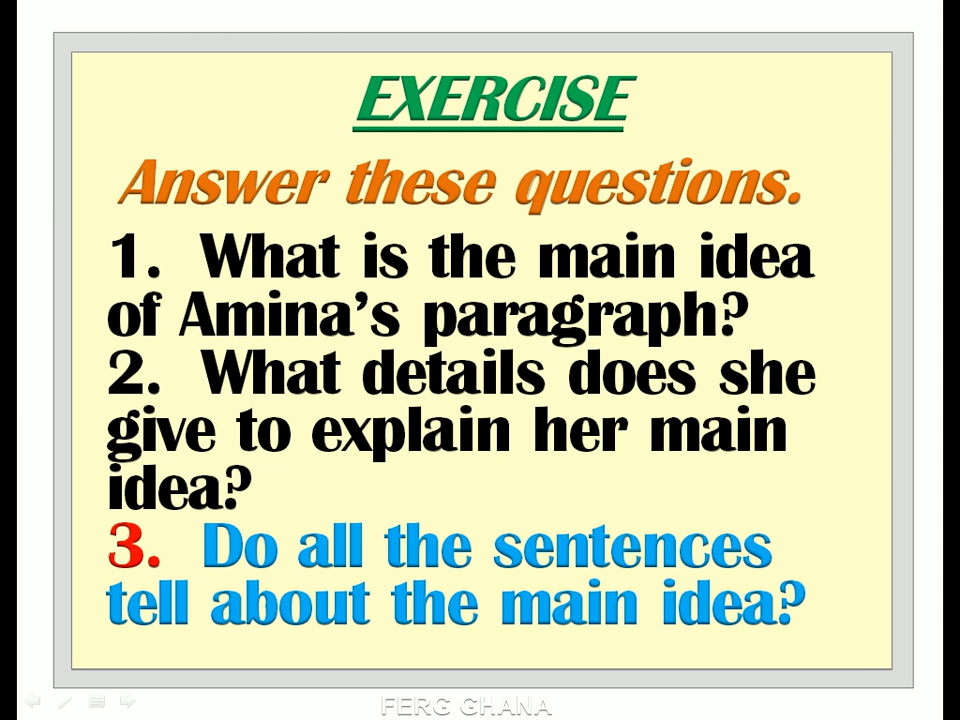 EXERCISE
Answer these questions.
1. What is the main idea
of Amina's paragraph?
2. What details does she
give to explain her main
idea?
3. Do all the sentences
tell about the main idea?
FERG GHANA